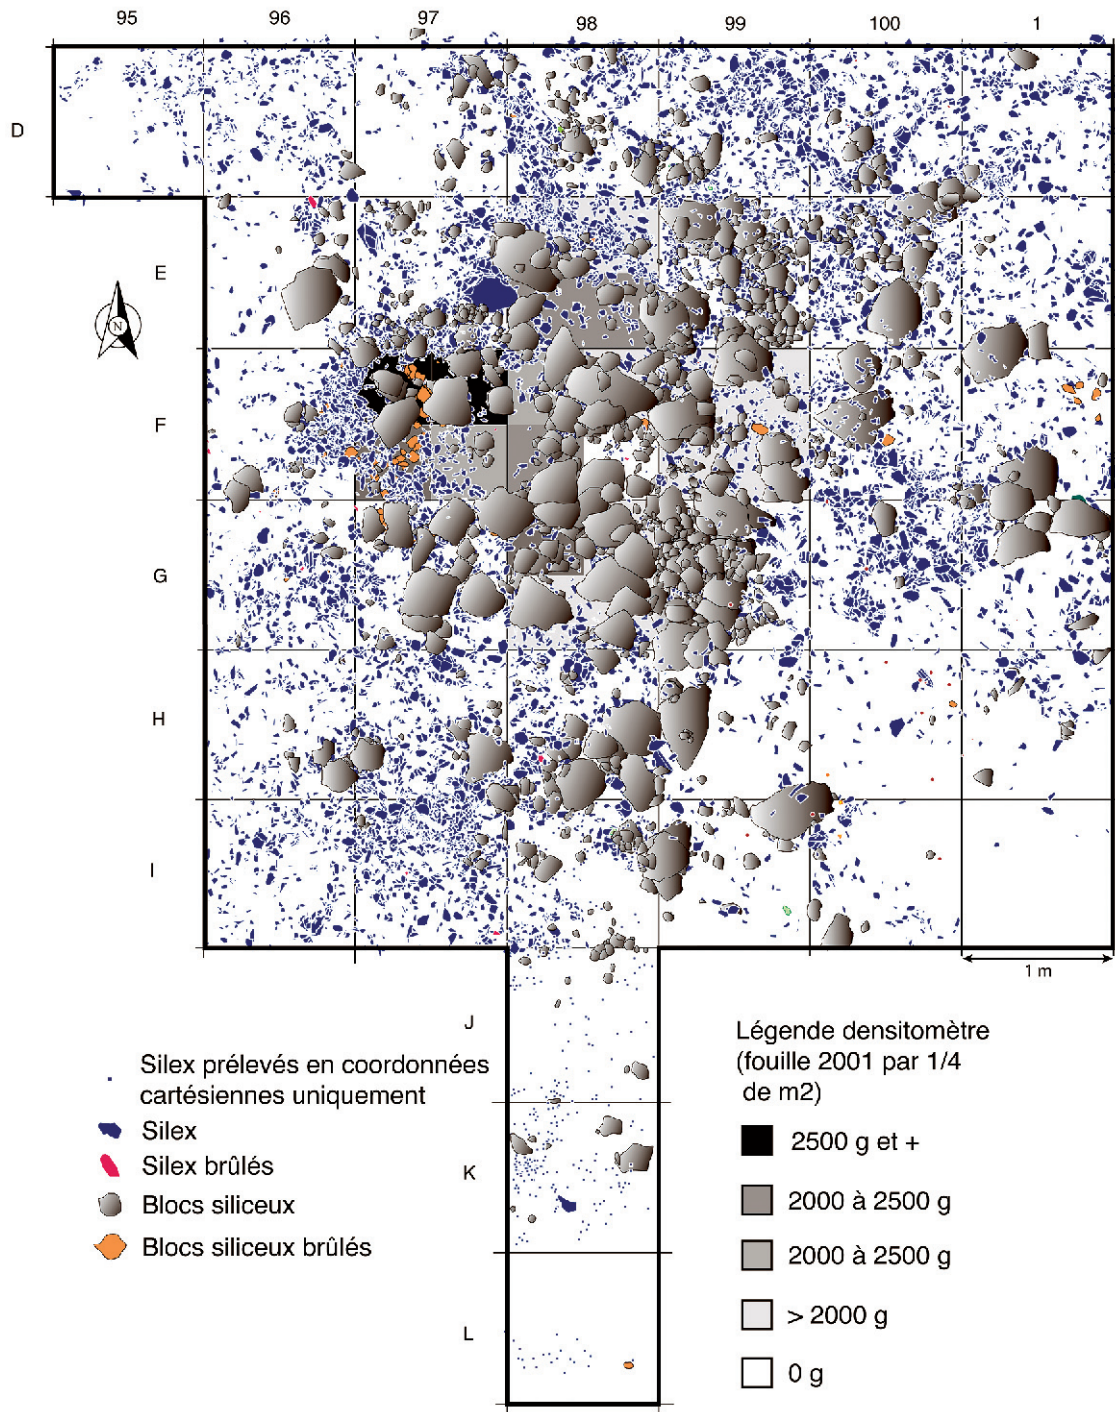 95 96 97 98 99 100 1
D
E
N
F
G
H
I
1 m
J
K
L
Silex prélevés en coordonnées
cartésiennes uniquement
Silex
Silex brûlés
Blocs siliceux
Blocs siliceux brûlés
Légende densitomètre
(fouille 2001 par 1/4
de m2)
2500 g et +
2000 à 2500 g
2000 à 2500 g
> 2000 g
0 g